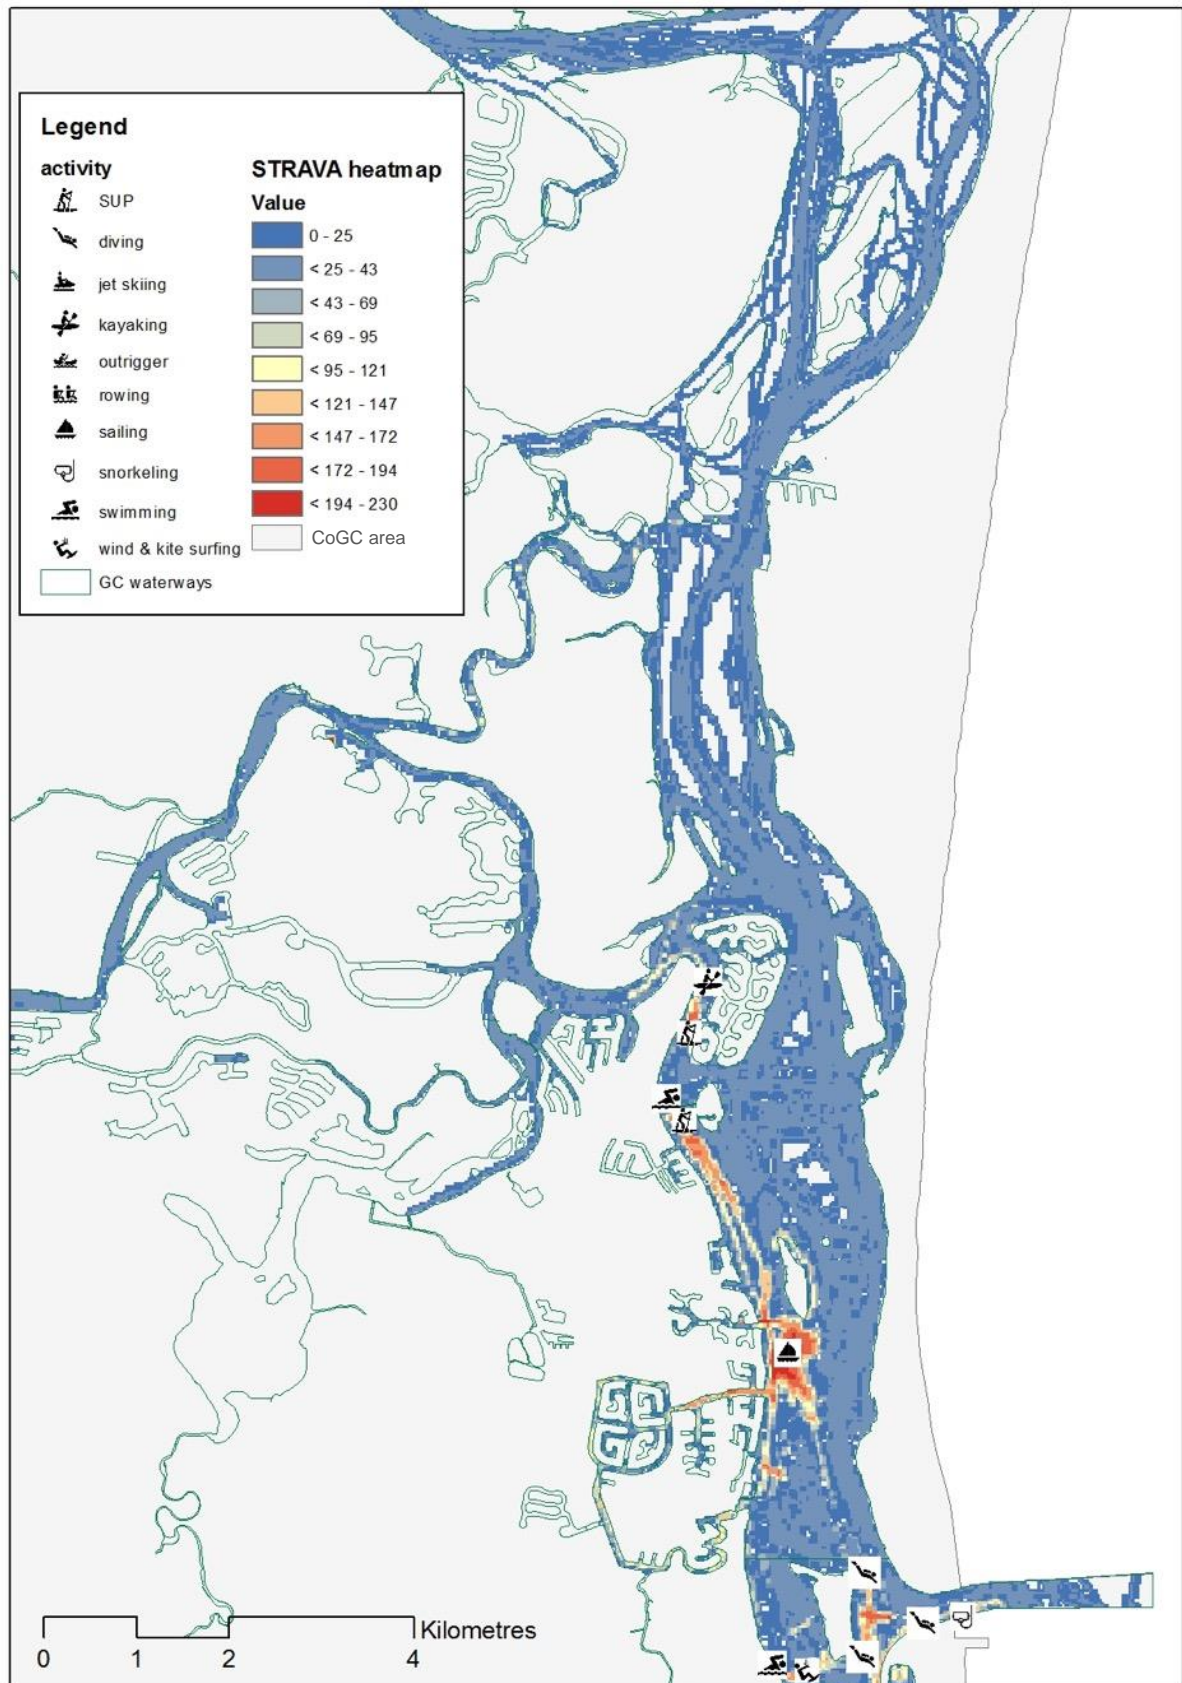 Legend
activity
SUP
diving
jet skiing
kayaking
outrigger
rowing
sailing
snorkeling
swimming
wind & kite surfing
GC waterways
STRAVA heatmap
Value
0 - 25
< 25 - 43
< 43 - 69
< 69 - 95
< 95 - 121
< 121 - 147
< 147 - 172
< 172 - 194
< 194 - 230
CoGC area
Kilometres
0 1 2 4